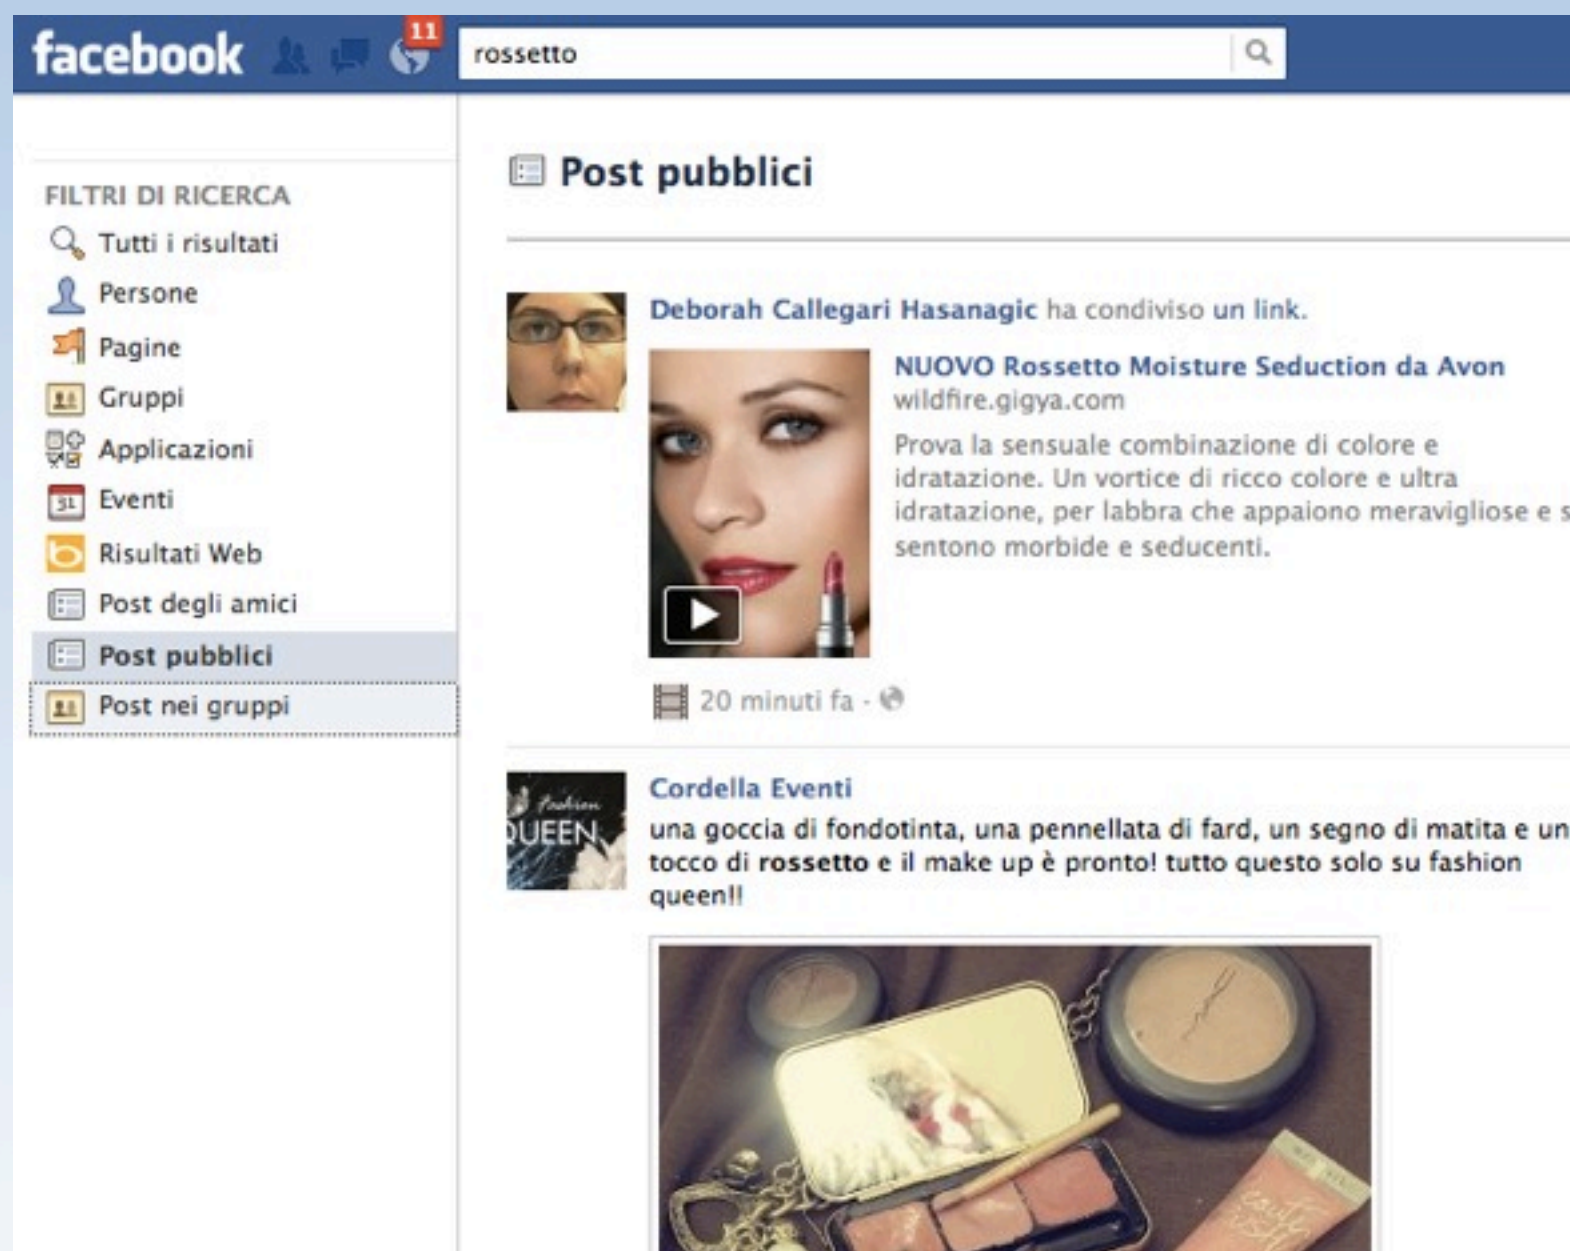 facebook
11
rossetto
FILTRI DI RICERCA
Tutti i risultati
Persone
Pagine
Gruppi
Applicazioni
31
Eventi
Risultati Web
Post degli amici
Post pubblici
Post nei gruppi
Post pubblici
Deborah Callegari Hasanagic ha condiviso un link.
NUOVO Rossetto Moisture Seduction da Avon
wildfire.gigya.com
Prova la sensuale combinazione di colore e
idratazione. Un vortice di ricco colore e ultra
idratazione, per labbra che appaiono meravigliose e s
sentono morbide e seducenti.
20 minuti fa -
Fashion
QUEEN
Cordella Eventi
una goccia di fondotinta, una pennellata di fard, un segno di matita e un
tocco di rossetto e il make up è pronto! tutto questo solo su fashion
queen!!
MAC